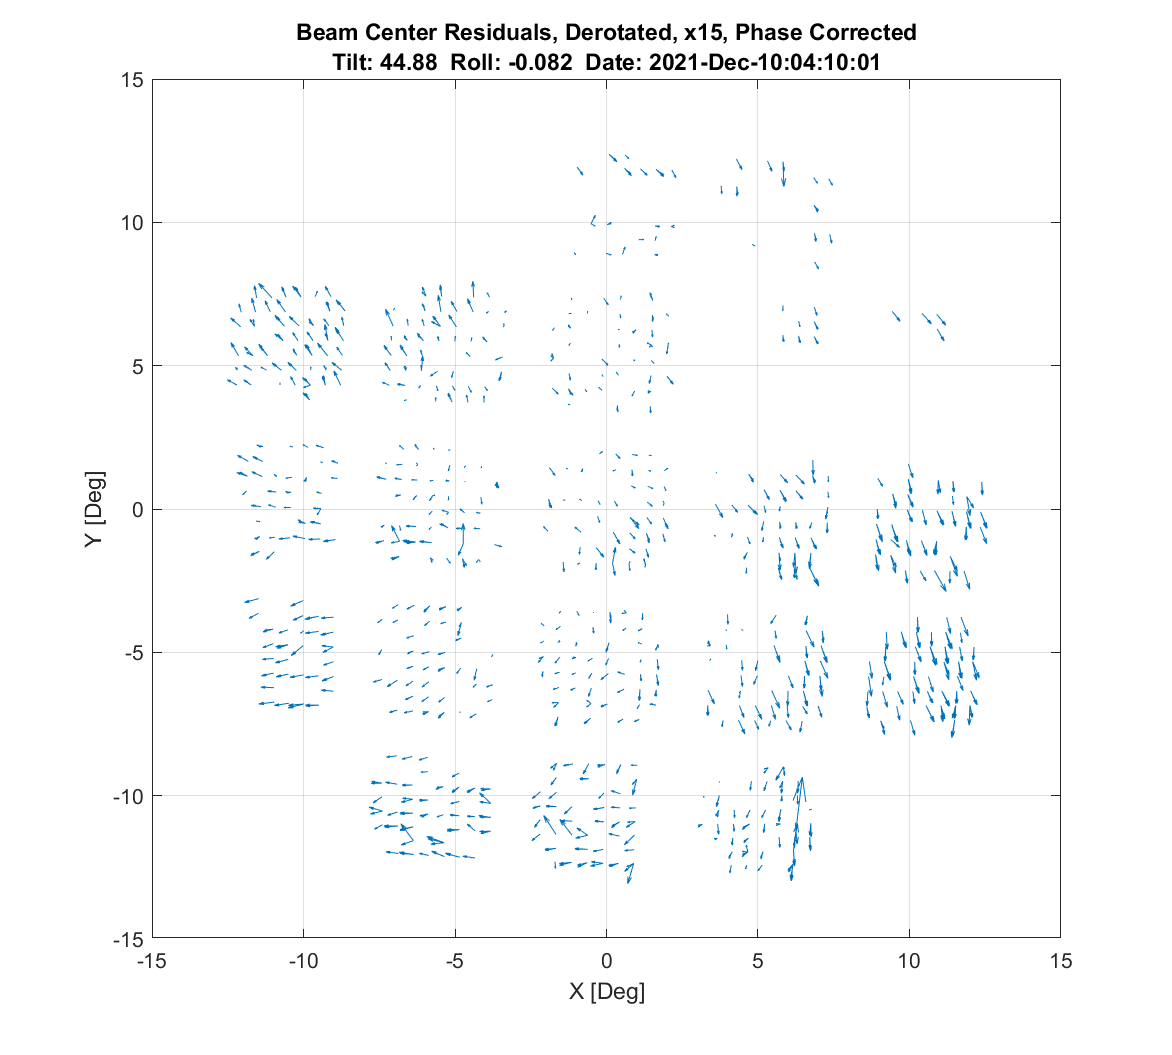 Beam Center Residuals, Derotated, x15, Phase Corrected
Tilt: 44.88 Roll: -0.082 Date: 2021-Dec-10:04:10:01
15
10
5
0
-5
-10
-15
Y [Deg]
-15 -10 -5 0 5 10 15
X [Deg]